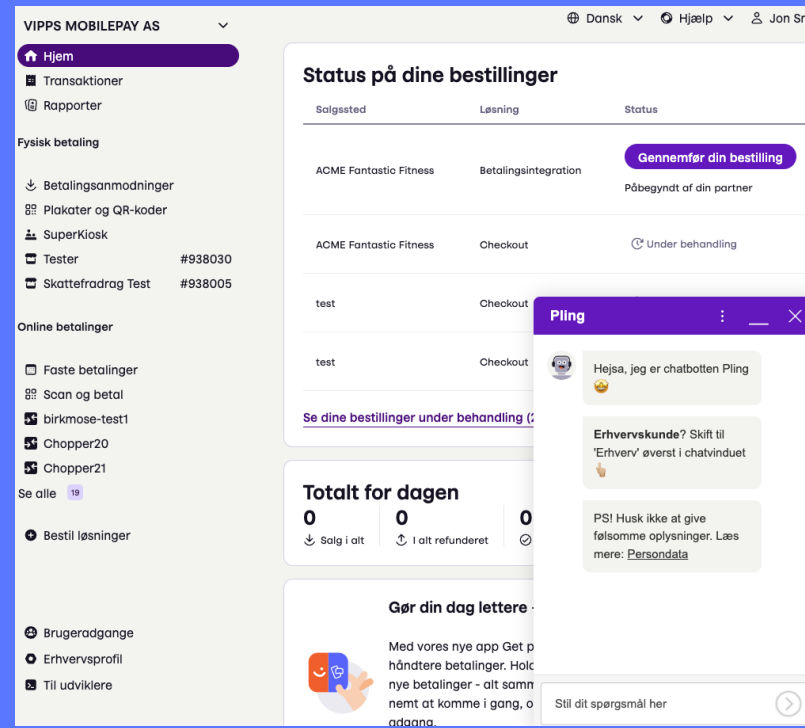 VIPPS MOBILEPAY AS
Dansk
Hjælp
Jon
Hjem
Transaktioner
Rapporter
Fysisk betaling
Betalingsanmodninger
Plakater og QR-koder
SuperKiosk
Tester #938030
Skattefradrag Test #938005
Online betalinger
Faste betalinger
Scan og betal
birkmose-test1
Chopper20
Chopper21
Se alle 19
Bestil løsninger
Brugeradgange
Erhvervsprofil
Til udviklere
Status på dine bestillinger
Salgssted Løsning Status
ACME Fantastic Fitness Betalingsintegration Gennemfør din bestilling
Påbegyndt af din partner
ACME Fantastic Fitness Checkout Under behandling
test Checkout
test Checkout
Se dine bestillinger under behandling (2
Totalt for dagen
0 0 0
Salg i alt I alt refunderet
Gør din dag lettere -
Med vores nye app Get p
håndtere betalinger. Hold
nye betalinger - alt samm
nemt at komme i gang, o
adgang.
Pling
Hejsa, jeg er chatbotten Pling
Erhvervskunde? Skift til
'Erhverv' øverst i chatvinduet
PS! Husk ikke at give
følsomme oplysninger. Læs
mere: Persondata
Stil dit spørgsmål her